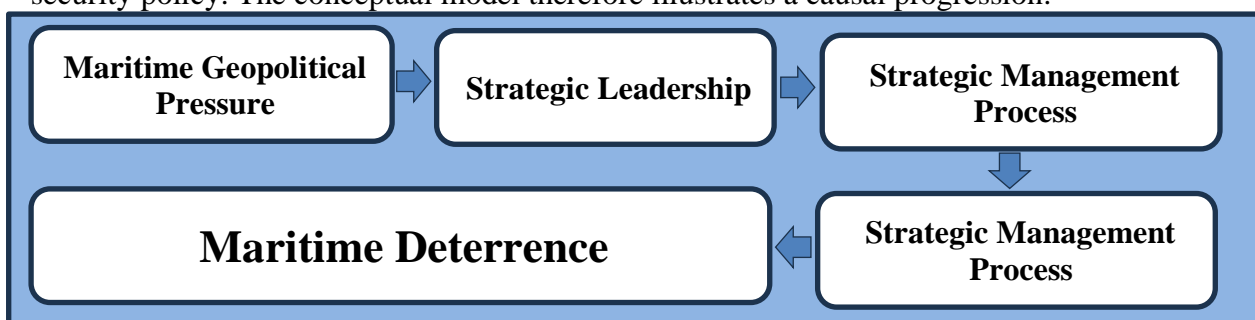 security policy. The conceptual model therefore illustrates a causal progression:
Maritime Geopolitical
Pressure
Strategic Leadership
Strategic Management
Process
Strategic Management
Process
Maritime Deterrence